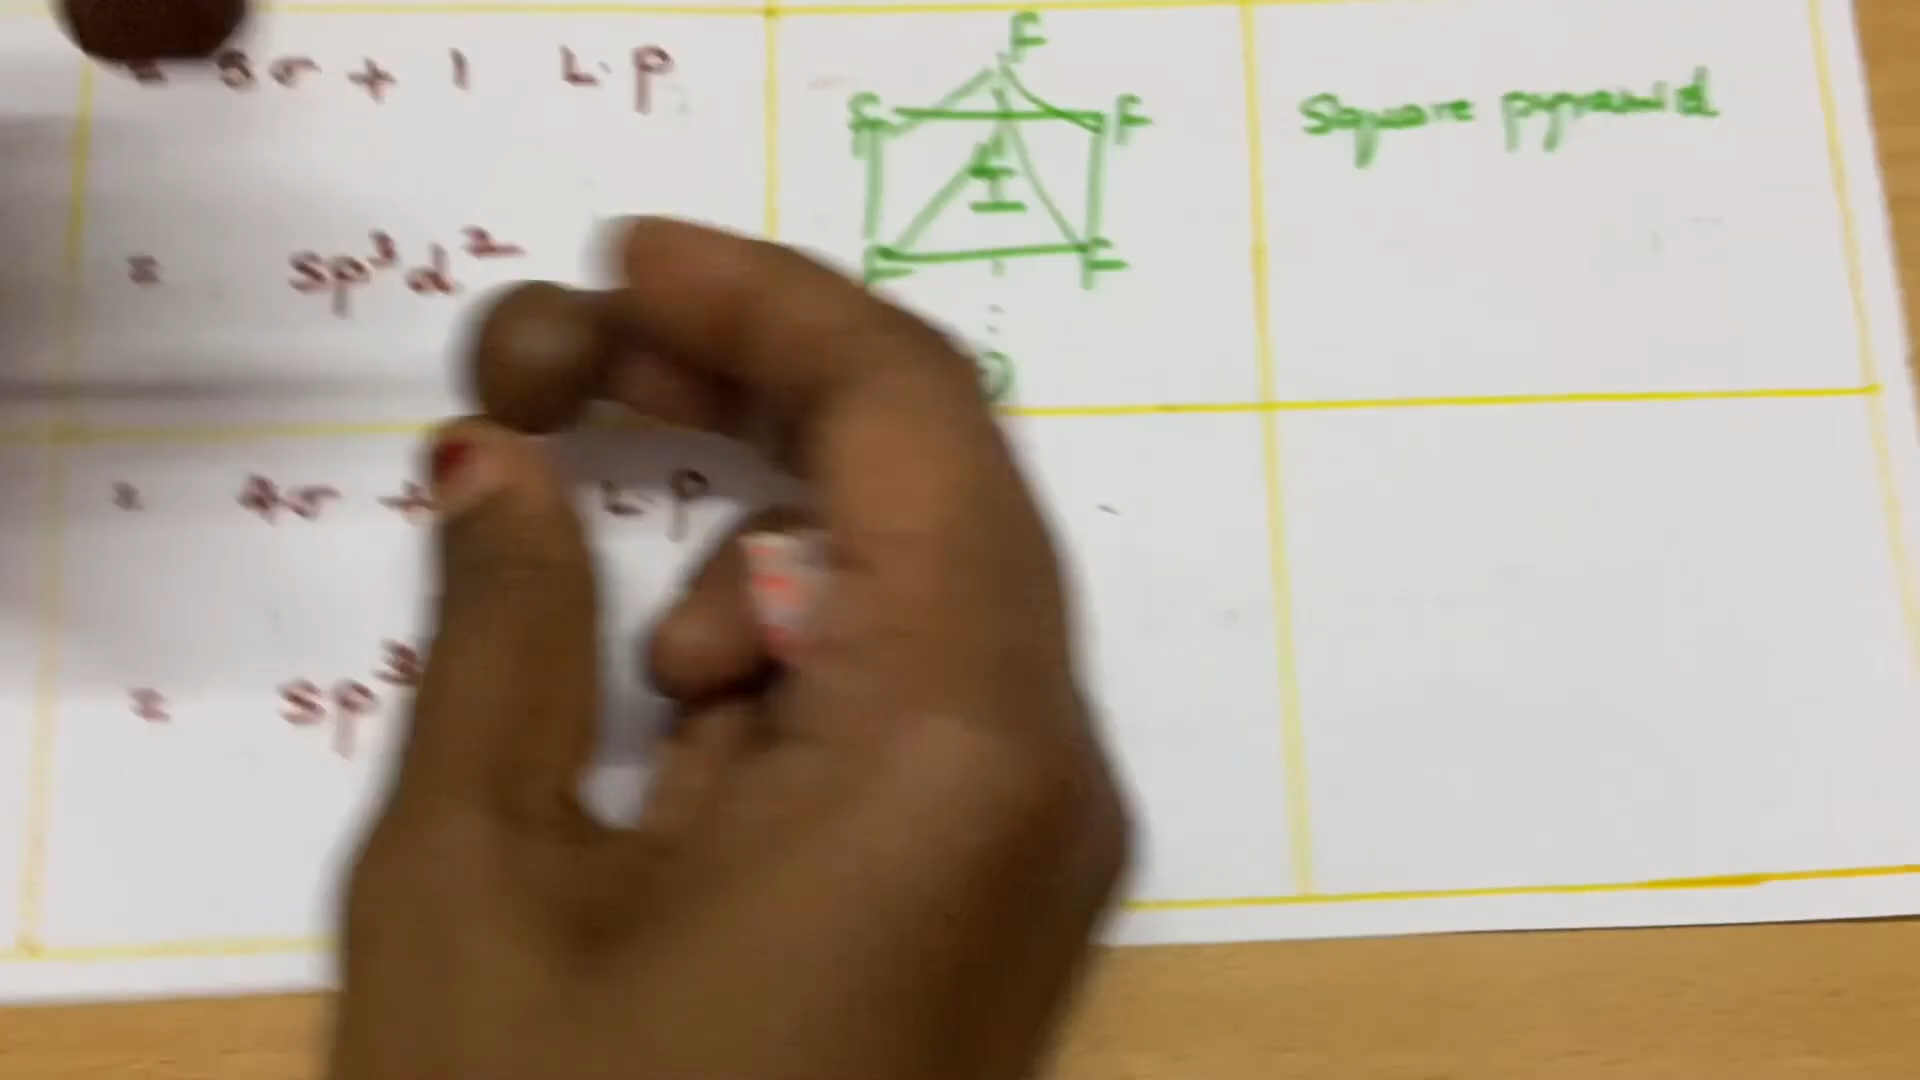 = 5σ + 1 L.P
= sp³d²
F
F F
I
F F
Square pyramid
= 4σ + L.P
= sp³